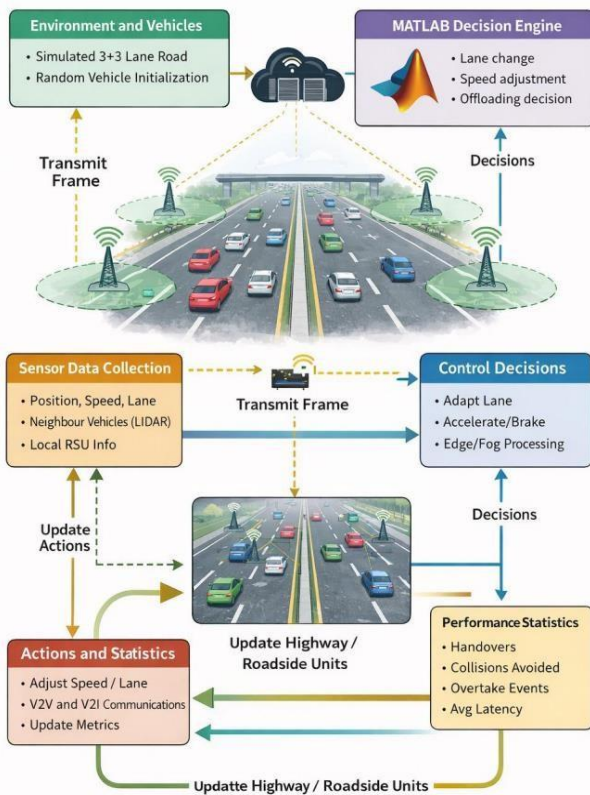 Environment and Vehicles
• Simulated 3+3 Lane Road
• Random Vehicle Initialization
MATLAB Decision Engine
• Lane change
• Speed adjustment
• Offloading decision
Transmit
Frame
Decisions
Sensor Data Collection
• Position, Speed, Lane
• Neighbour Vehicles (LIDAR)
• Local RSU Info
Transmit Frame
Control Decisions
• Adapt Lane
• Accelerate/Brake
• Edge/Fog Processing
Update
Actions
Decisions
Update Highway /
Roadside Units
Actions and Statistics
• Adjust Speed / Lane
• V2V and V2I Communications
• Update Metrics
Performance Statistics
• Handovers
• Collisions Avoided
• Overtake Events
• Avg Latency
Updatte Highway / Roadside Units